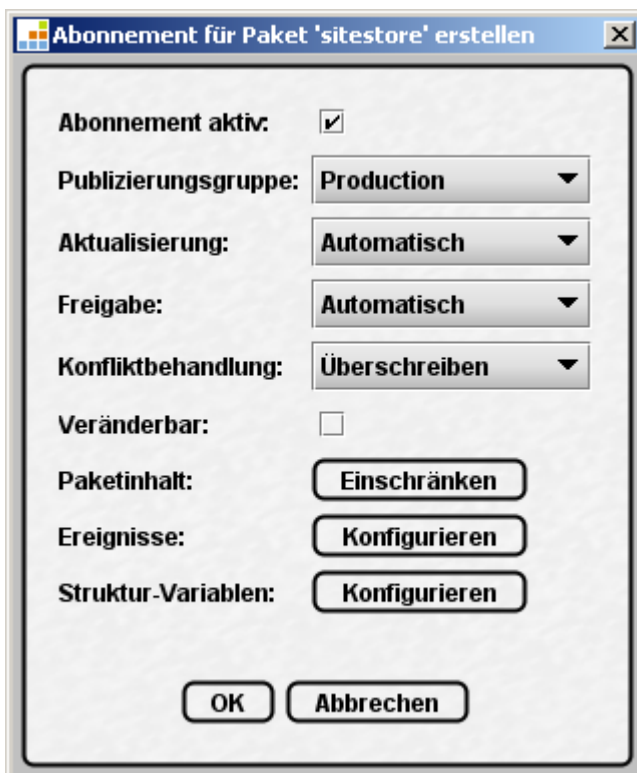 Abonnement für Paket 'sitestore' erstellen
Abonnement aktiv:
Publizierungsgruppe: Production
Aktualisierung: Automatisch
Freigabe: Automatisch
Konfliktbehandlung: Überschreiben
Veränderbar:
Paketinhalt: Einschränken
Ereignisse: Konfigurieren
Struktur-Variablen: Konfigurieren
OK Abbrechen